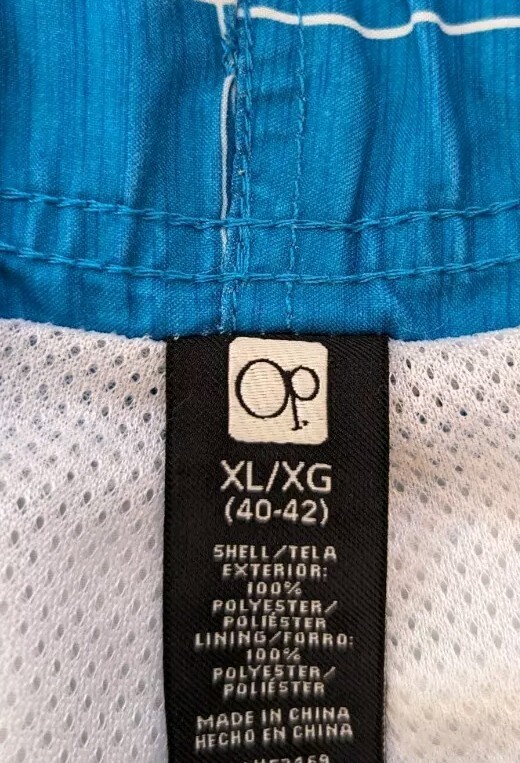 Op.
XL/XG
(40-42)
SHELL/TELA
EXTERIOR:
100%
POLYESTER/
POLIÉSTER
LINING/FORRO:
100%
POLYESTER/
POLIÉSTER
MADE IN CHINA
HECHO EN CHINA